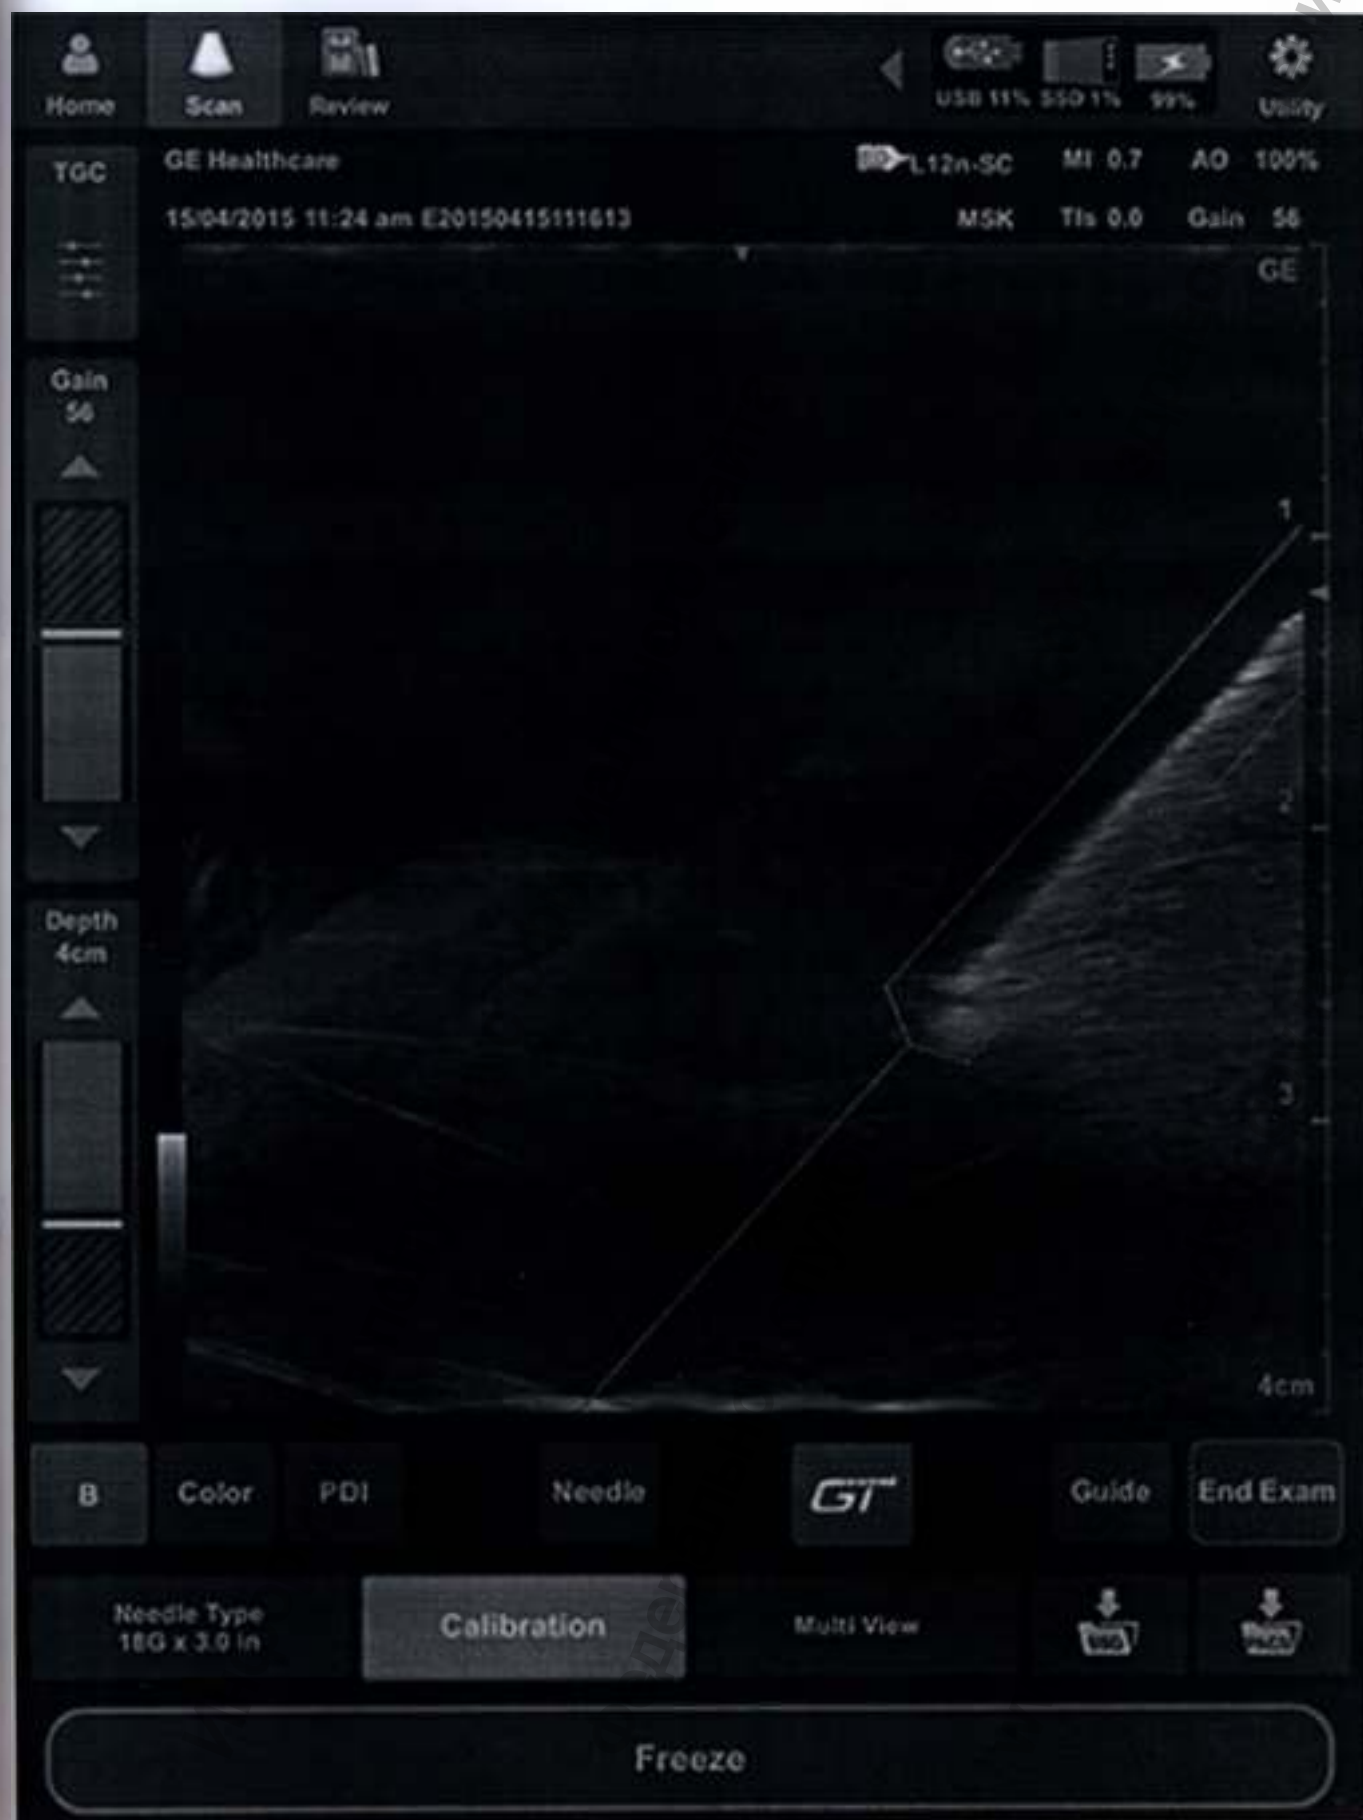 Home
Scan
Review
USB 11% SSD 1% 99%
Utility
TGC
GE Healthcare
L12n-SC MI 0.7 AO 100%
15/04/2015 11:24 am E20150415111613
MSK TIs 0.0 Gain 56
GE
Gain
56
1
2
Depth
4cm
3
4cm
B
Color
PDI
Needle
GT
Guide
End Exam
Needle Type
18G x 3.0 in
Calibration
Multi View
SSD
PACS
Freeze